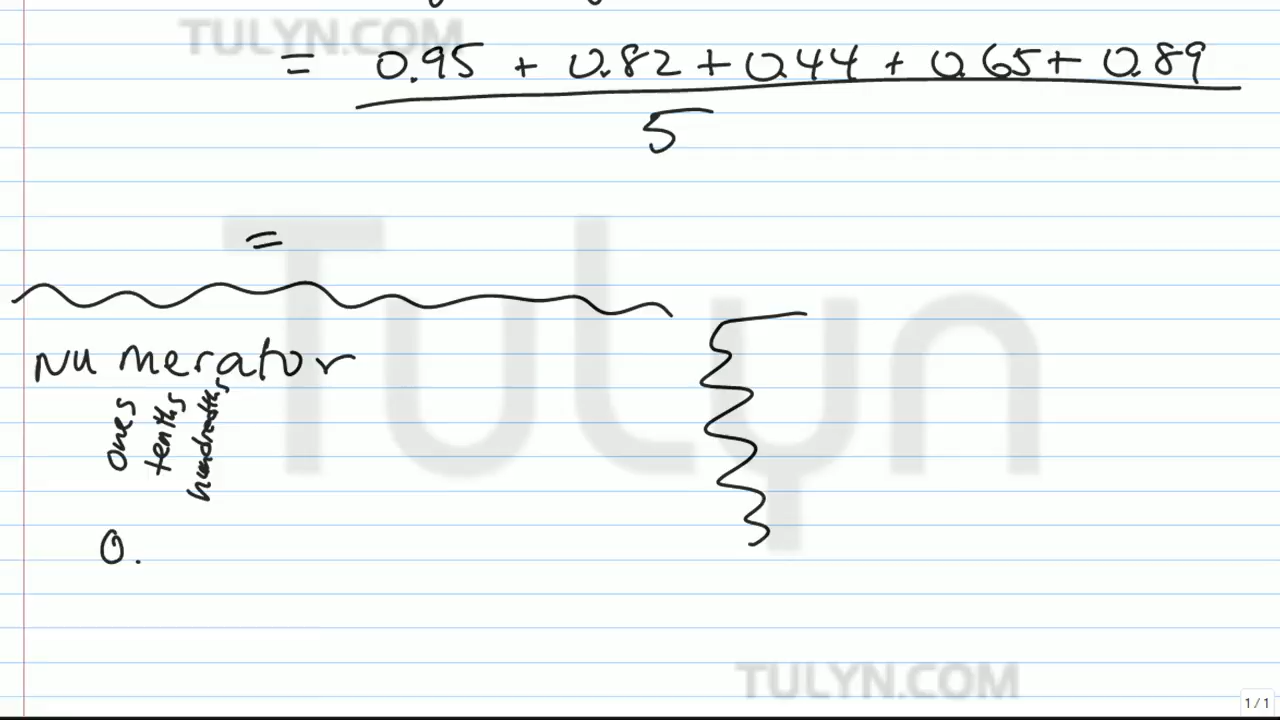 TULYN.COM
= 0.95 + 0.82 + 0.44 + 0.65 + 0.89
5
=
Tulyn
Numerator
ones tenths hundredths
0.
TULYN.COM
1 / 1